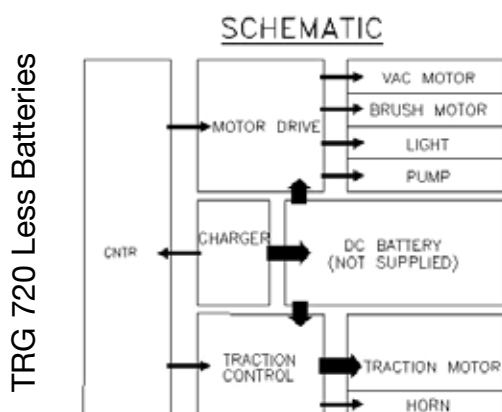 SCHEMATIC
TRG 720 Less Batteries
CNTR
MOTOR DRIVE
VAC MOTOR
BRUSH MOTOR
LIGHT
PUMP
CHARGER
DC BATTERY
(NOT SUPPLIED)
TRACTION
CONTROL
TRACTION MOTOR
HORN